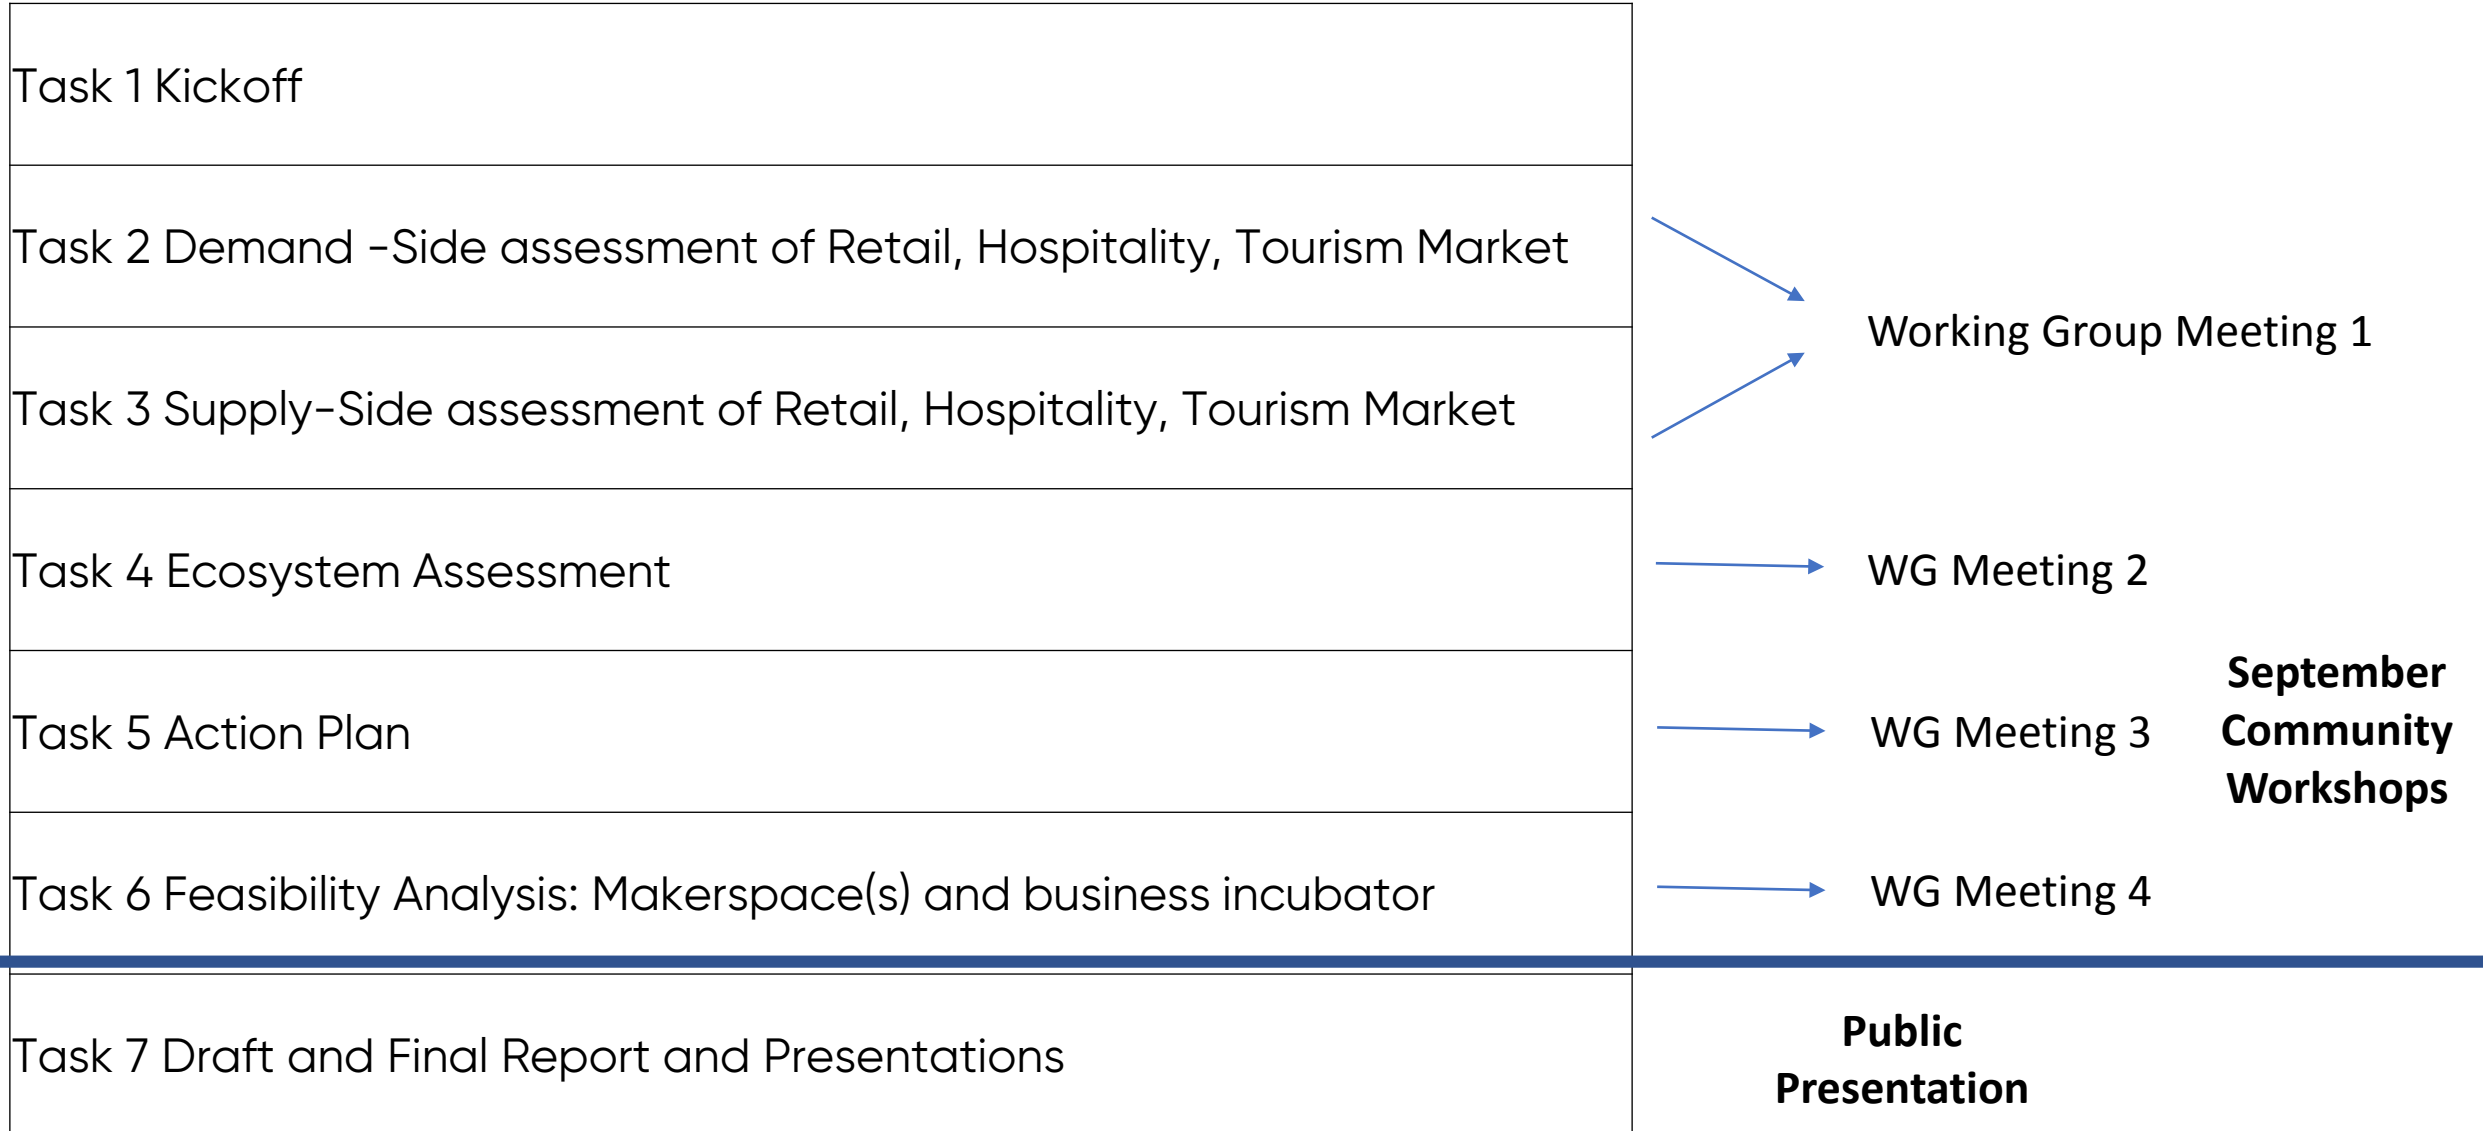 Task 1 Kickoff
Task 2 Demand -Side assessment of Retail, Hospitality, Tourism Market
Working Group Meeting 1
Task 3 Supply-Side assessment of Retail, Hospitality, Tourism Market
Task 4 Ecosystem Assessment
WG Meeting 2
Task 5 Action Plan
WG Meeting 3
September
Community
Workshops
Task 6 Feasibility Analysis: Makerspace(s) and business incubator
WG Meeting 4
Task 7 Draft and Final Report and Presentations
Public
Presentation